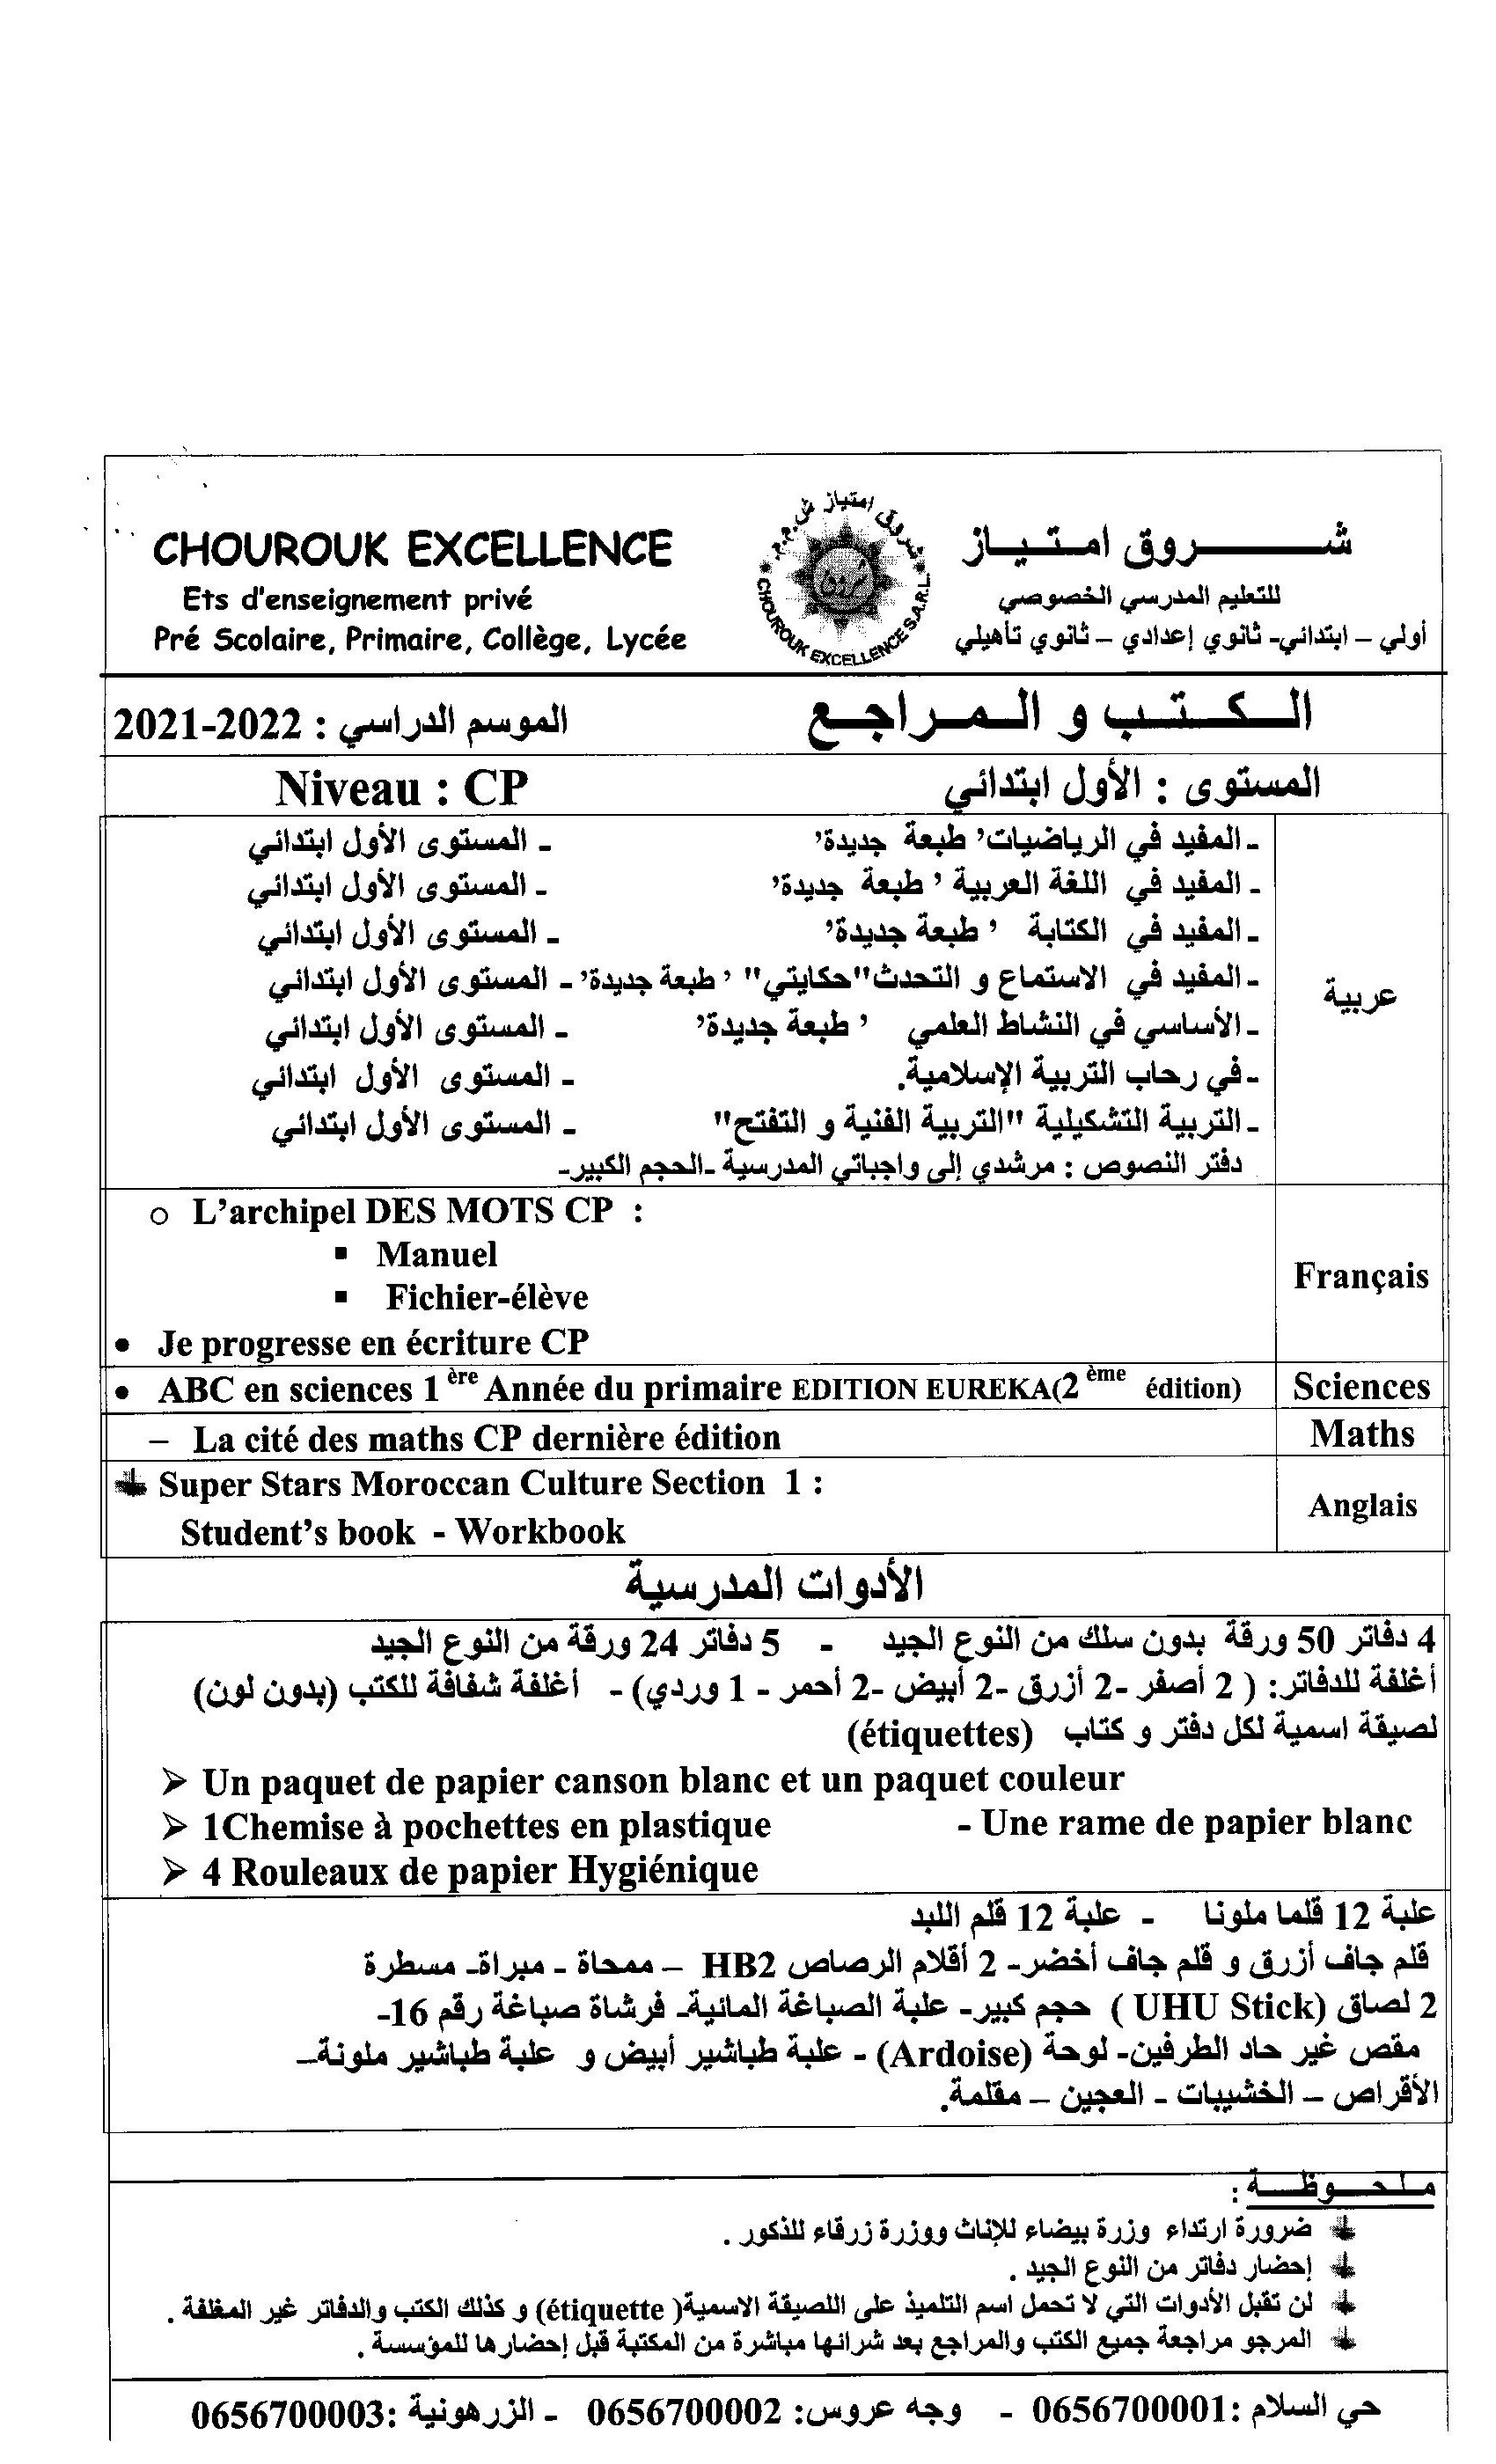 CHOUROUK EXCELLENCE
Ets d'enseignement privé
Pré Scolaire, Primaire, Collège, Lycée
شروق امتياز ش.م.م.
شروق
CHOUROUK EXCELLENCE S.A.R.L.
شـــــــروق امـتـيـاز
للتعليم المدرسي الخصوصي
أولي – ابتدائي- ثانوي إعدادي – ثانوي تأهيلي
الـكـتـب و الـمـراجـع
الموسم الدراسي : 2022-2021
المستوى : الأول ابتدائي
Niveau : CP
عربية
- المفيد في الرياضيات' طبعة جديدة' - المستوى الأول ابتدائي
- المفيد في اللغة العربية ' طبعة جديدة' - المستوى الأول ابتدائي
- المفيد في الكتابة ' طبعة جديدة' - المستوى الأول ابتدائي
- المفيد في الاستماع و التحدث"حكايتي" ' طبعة جديدة' - المستوى الأول ابتدائي
- الأساسي في النشاط العلمي ' طبعة جديدة' - المستوى الأول ابتدائي
- في رحاب التربية الإسلامية. - المستوى الأول ابتدائي
- التربية التشكيلية "التربية الفنية و التفتح" - المستوى الأول ابتدائي
دفتر النصوص : مرشدي إلى واجباتي المدرسية -الحجم الكبير-
o L'archipel DES MOTS CP :
▪ Manuel
▪ Fichier-élève
• Je progresse en écriture CP
Français
• ABC en sciences 1 ère Année du primaire EDITION EUREKA(2 ème édition)
Sciences
– La cité des maths CP dernière édition
Maths
Super Stars Moroccan Culture Section 1 :
Student's book - Workbook
Anglais
الأدوات المدرسية
4 دفاتر 50 ورقة بدون سلك من النوع الجيد - 5 دفاتر 24 ورقة من النوع الجيد
أغلفة للدفاتر: ( 2 أصفر -2 أزرق -2 أبيض -2 أحمر - 1 وردي)- أغلفة شفافة للكتب (بدون لون)
لصيقة اسمية لكل دفتر و كتاب (étiquettes)
➢ Un paquet de papier canson blanc et un paquet couleur
➢ 1Chemise à pochettes en plastique - Une rame de papier blanc
➢ 4 Rouleaux de papier Hygiénique
علبة 12 قلما ملونا - علبة 12 قلم اللبد
قلم جاف أزرق و قلم جاف أخضر- 2 أقلام الرصاص HB2 – ممحاة - مبراة- مسطرة
2 لصاق (UHU Stick ) حجم كبير- علبة الصباغة المائية- فرشاة صباغة رقم 16-
مقص غير حاد الطرفين- لوحة (Ardoise) - علبة طباشير أبيض و علبة طباشير ملونة–
الأقراص – الخشيبات - العجين – مقلمة.
مـلـحـوظـــة :
ضرورة ارتداء وزرة بيضاء للإناث ووزرة زرقاء للذكور .
إحضار دفاتر من النوع الجيد .
لن تقبل الأدوات التي لا تحمل اسم التلميذ على اللصيقة الاسمية( étiquette) و كذلك الكتب والدفاتر غير المغلفة .
المرجو مراجعة جميع الكتب والمراجع بعد شرائها مباشرة من المكتبة قبل إحضارها للمؤسسة .
حي السلام :0656700001 - وجه عروس: 0656700002 - الزرهونية :0656700003